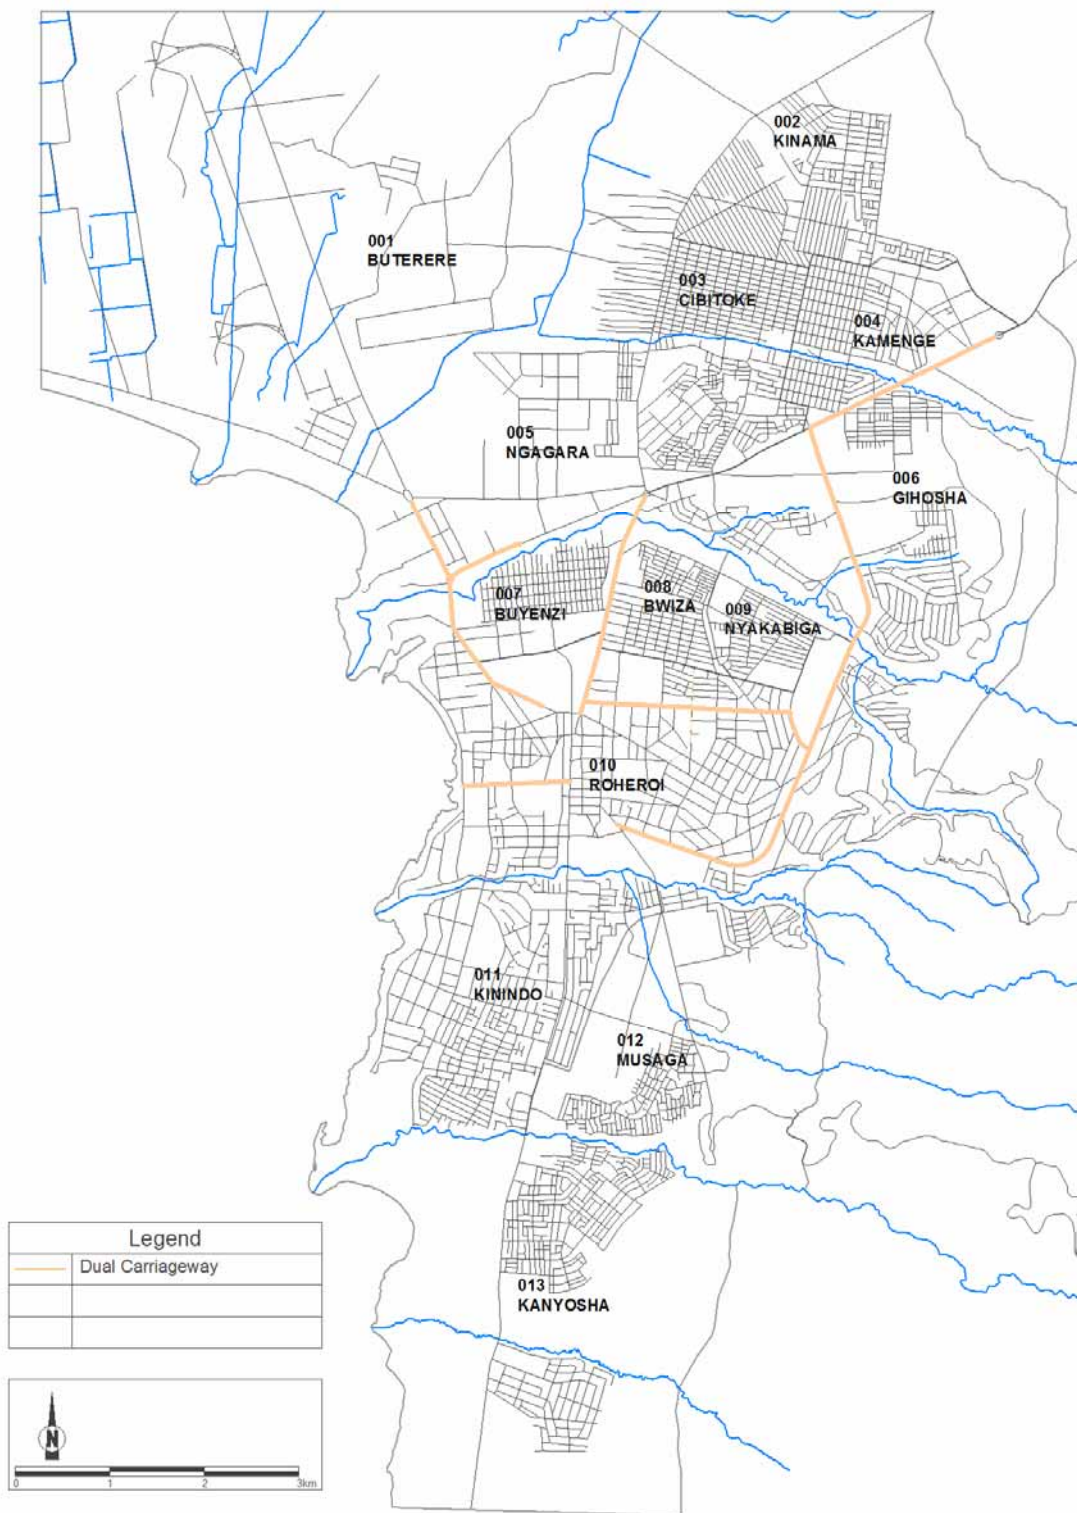 002
KINAMA
001
BUTERERE
003
CIBITOKE
004
KAMENGE
005
NGAGARA
006
GIHOSHA
007
BUYENZI
008
BWIZA
009
NYAKABIGA
010
ROHEROI
011
KININDO
012
MUSAGA
013
KANYOSHA
Legend
Dual Carriageway
N
0 1 2 3km